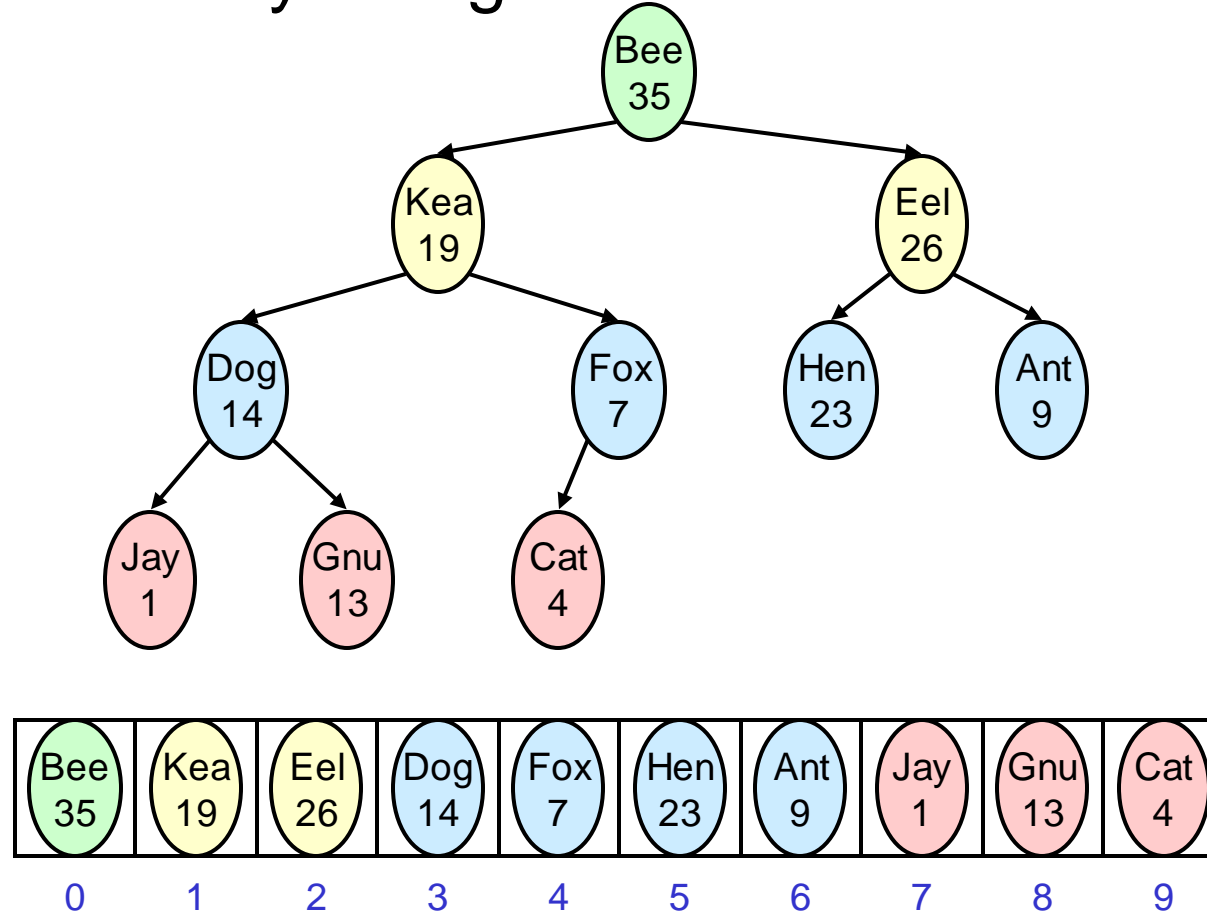 Bee
35
Kea
19
Eel
26
Dog
14
Fox
7
Hen
23
Ant
9
Jay
1
Gnu
13
Cat
4
Bee Kea Eel Dog Fox Hen Ant Jay Gnu Cat
35 19 26 14 7 23 9 1 13 4
0 1 2 3 4 5 6 7 8 9